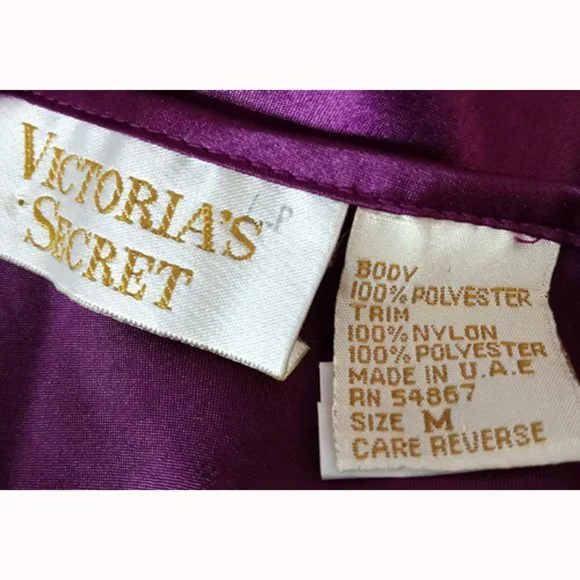 VICTORIA'S
SECRET
BODY
100% POLYESTER
TRIM
100% NYLON
100% POLYESTER
MADE IN U.A.E
RN 54867
SIZE M
CARE REVERSE